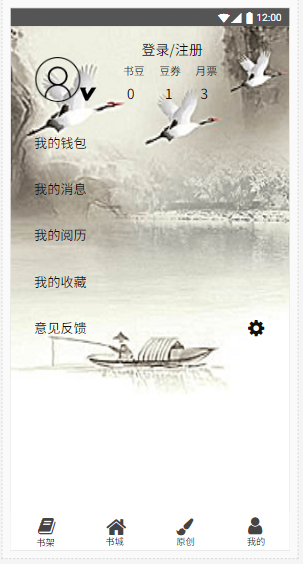 12:00
登录/注册
书豆 豆券 月票
0 1 3
我的钱包
我的消息
我的阅历
我的收藏
意见反馈
书架 书城 原创 我的